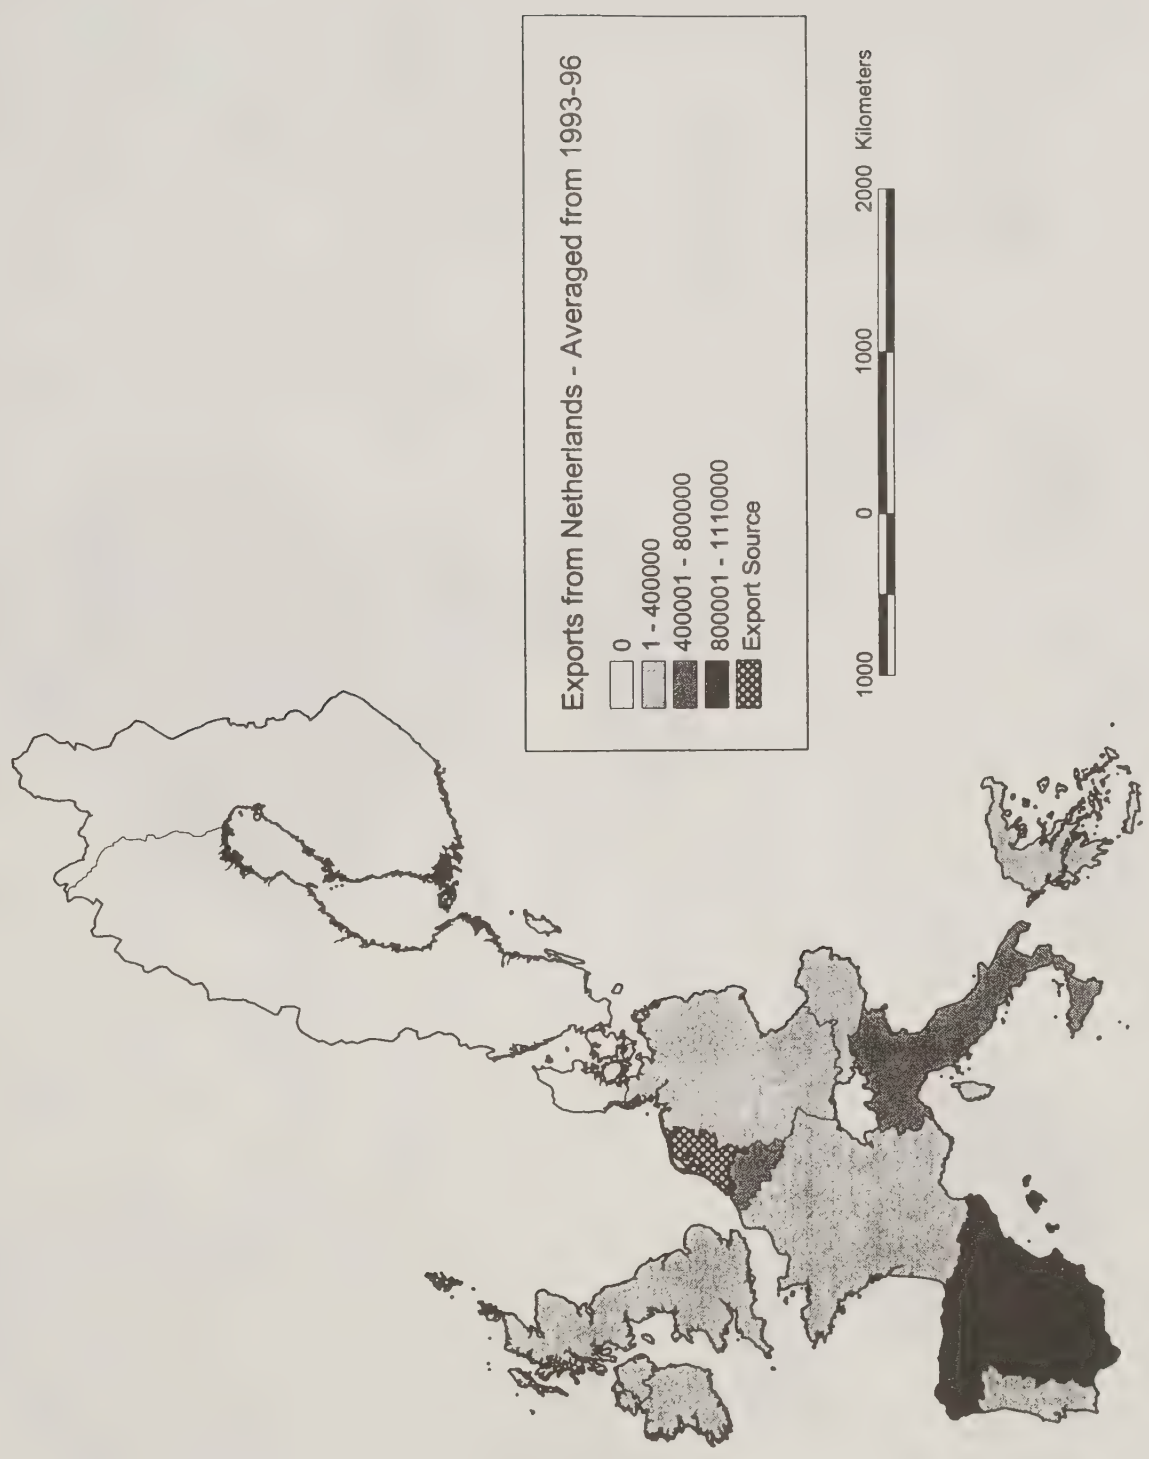 Exports from Netherlands - Averaged from 1993-96
0
1 - 400000
400001 - 800000
800001 - 1110000
Export Source
1000 0 1000 2000 Kilometers